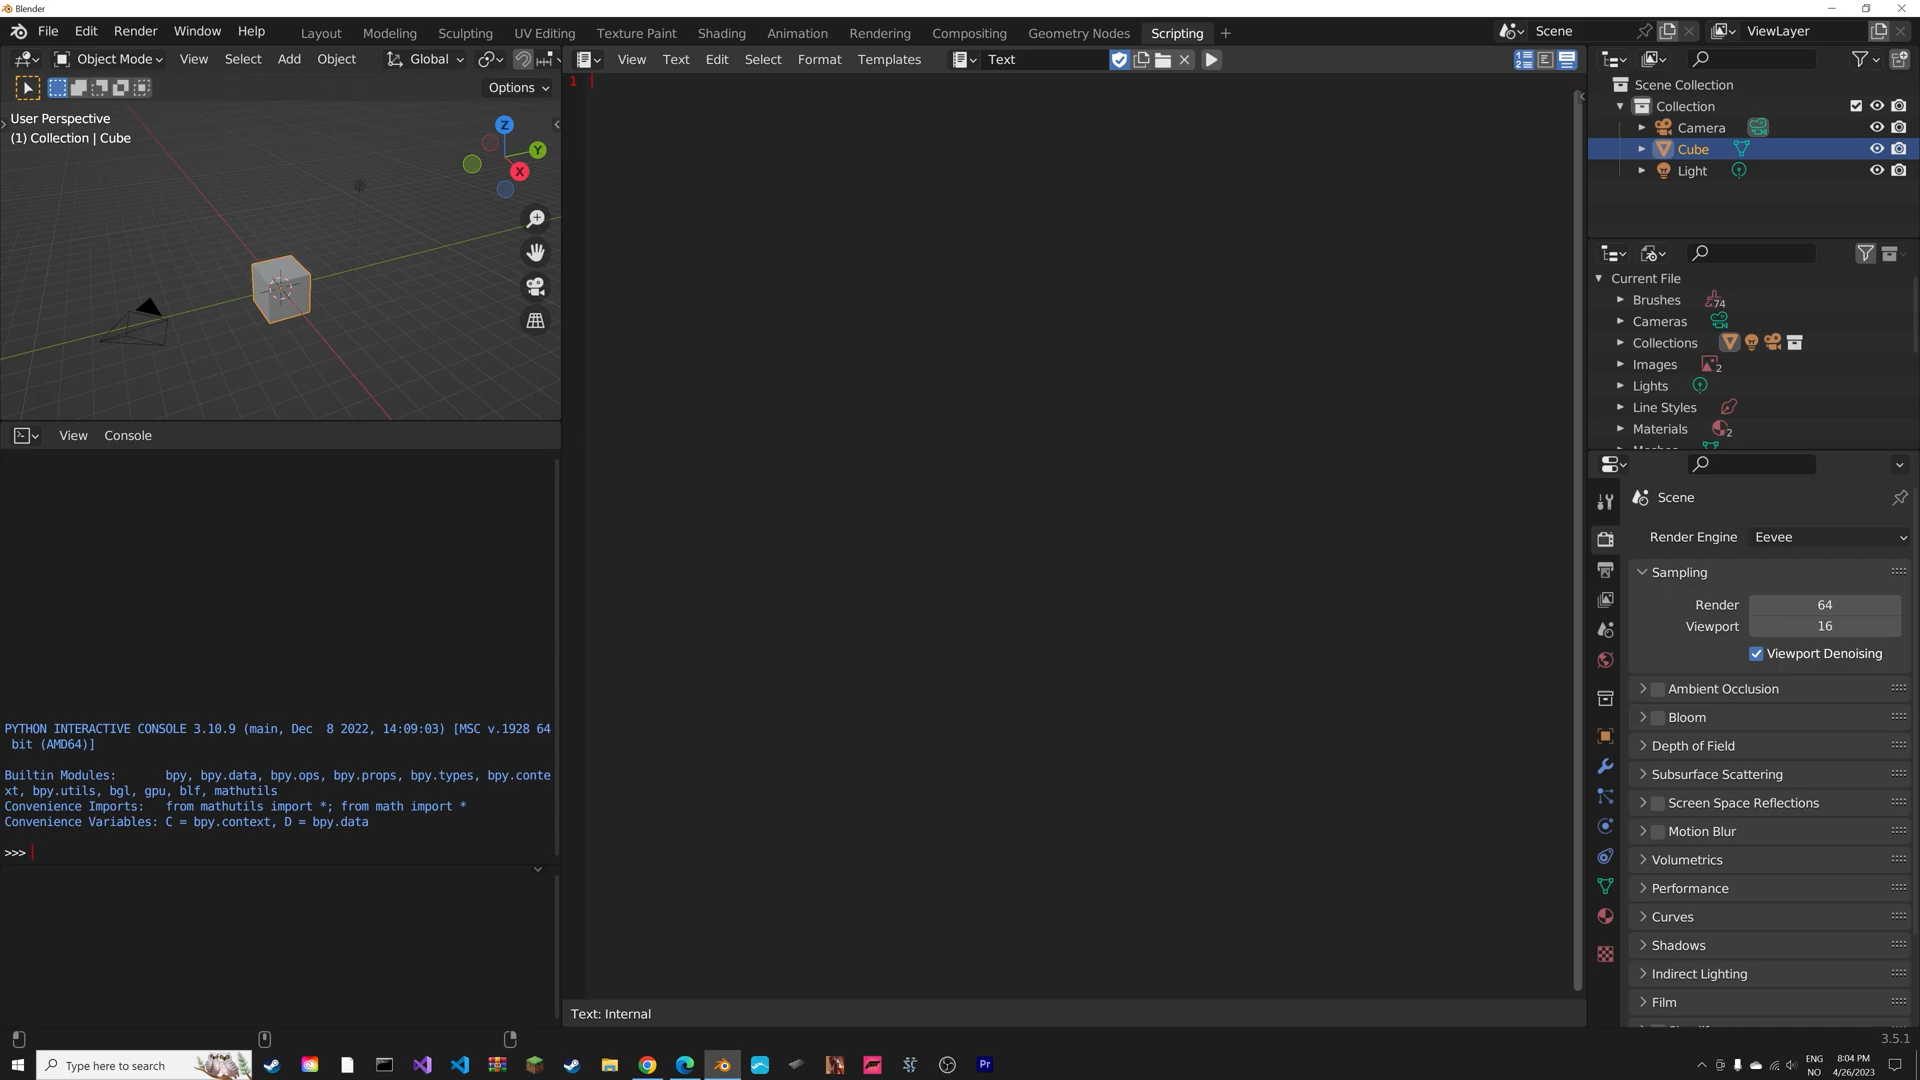 Blender
File Edit Render Window Help Layout Modeling Sculpting UV Editing Texture Paint Shading Animation Rendering Compositing Geometry Nodes Scripting + Scene ViewLayer
Object Mode View Select Add Object Global
Options
User Perspective
(1) Collection | Cube
Z
Y
X
View Console
PYTHON INTERACTIVE CONSOLE 3.10.9 (main, Dec  8 2022, 14:09:03) [MSC v.1928 64
bit (AMD64)]
Builtin Modules:       bpy, bpy.data, bpy.ops, bpy.props, bpy.types, bpy.conte
xt, bpy.utils, bgl, gpu, blf, mathutils
Convenience Imports:   from mathutils import *; from math import *
Convenience Variables: C = bpy.context, D = bpy.data
>>>
View Text Edit Select Format Templates Text
1
Text: Internal
Scene Collection
Collection
Camera
Cube
Light
Current File
Brushes 74
Cameras
Collections
Images 2
Lights
Line Styles
Materials 2
Scene
Render Engine Eevee
Sampling
Render 64
Viewport 16
Viewport Denoising
Ambient Occlusion
Bloom
Depth of Field
Subsurface Scattering
Screen Space Reflections
Motion Blur
Volumetrics
Performance
Curves
Shadows
Indirect Lighting
Film
3.5.1
Type here to search
Pr
ENG
NO
8:04 PM
4/26/2023